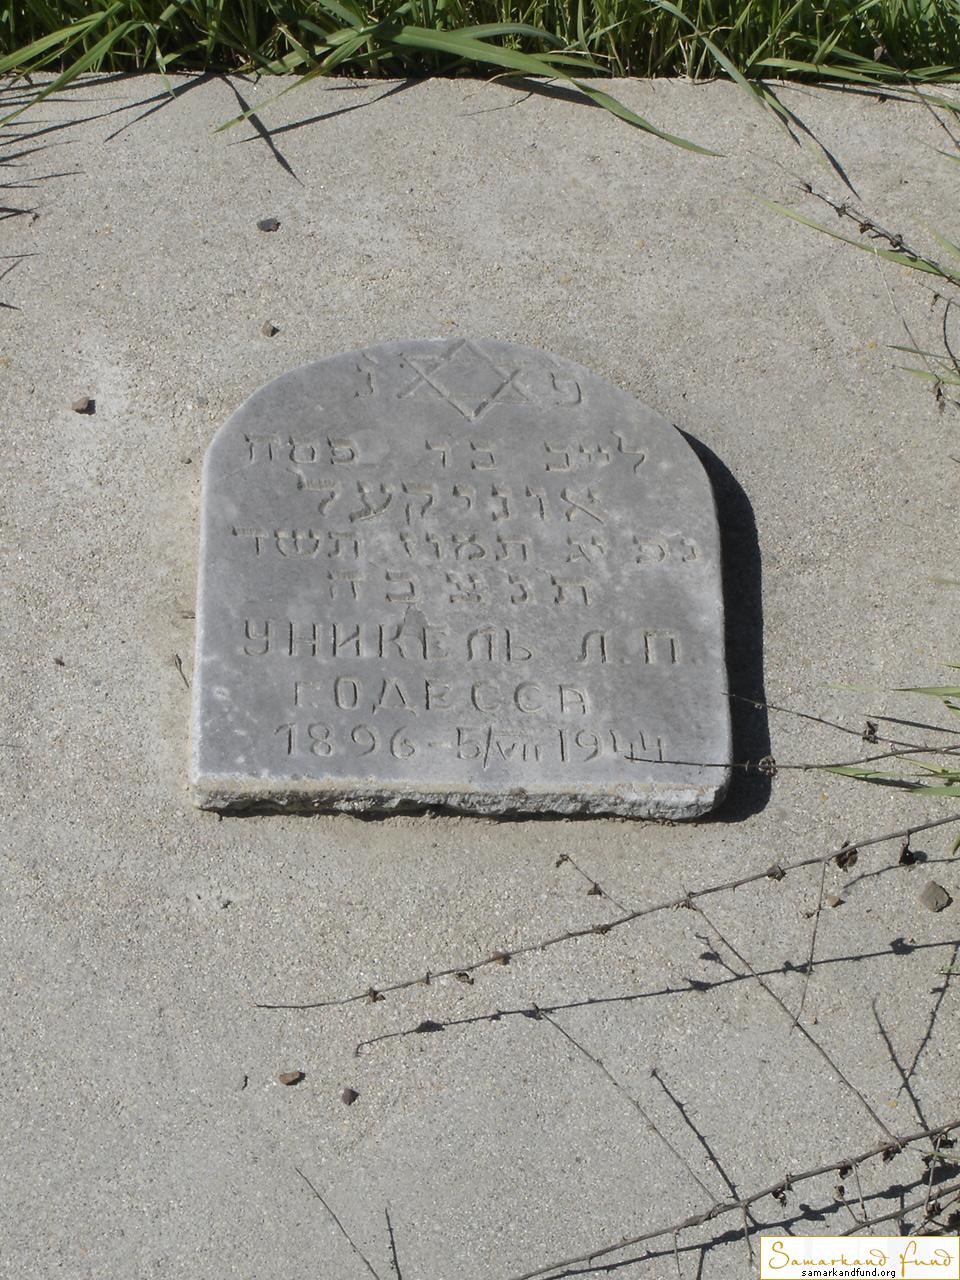 פ נ
לייב בר פסח
אוניקעל
נפ יא תמוז תשד
תנצבה
УНИКЕЛЬ Л.П.
Г.ОДЕССА
1896-5/VII 1944
Samarkand fund
samarkandfund.org